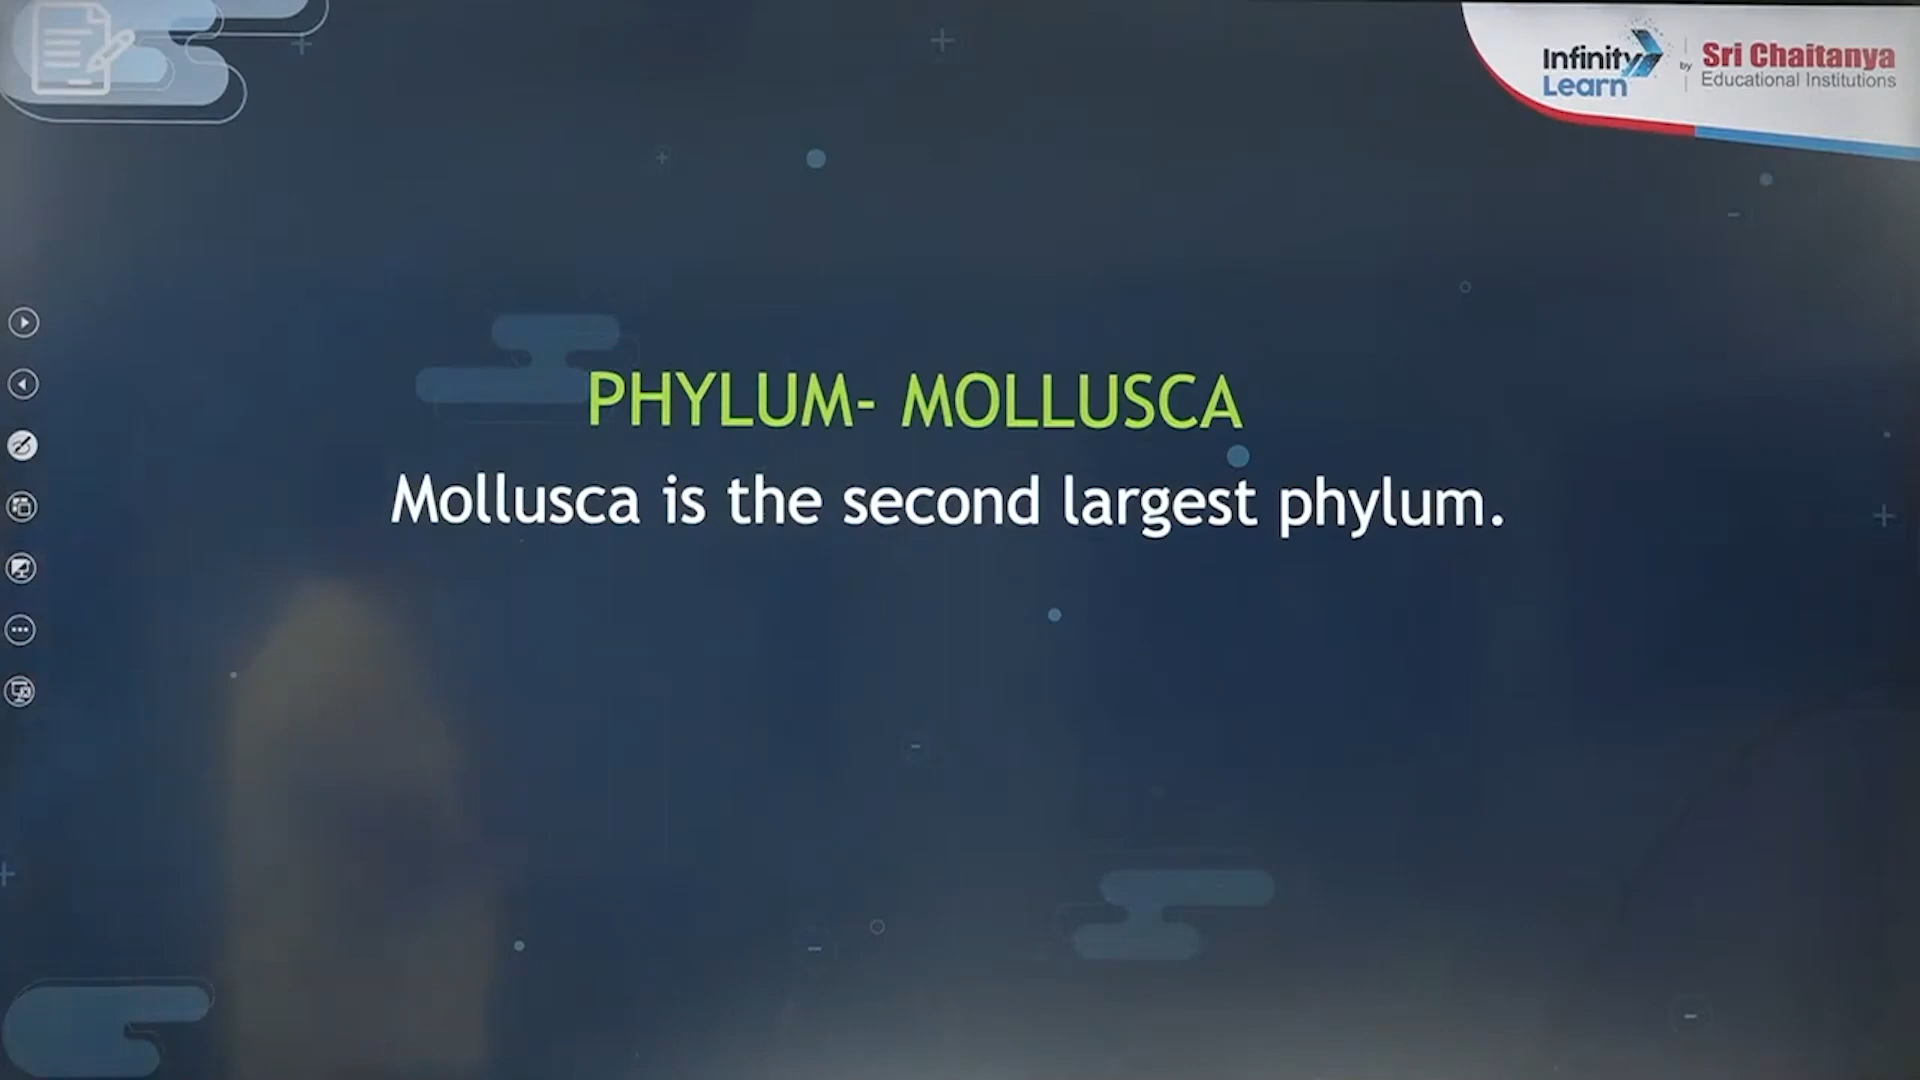 Infinity Learn
by
Sri Chaitanya
Educational Institutions
PHYLUM- MOLLUSCA
Mollusca is the second largest phylum.